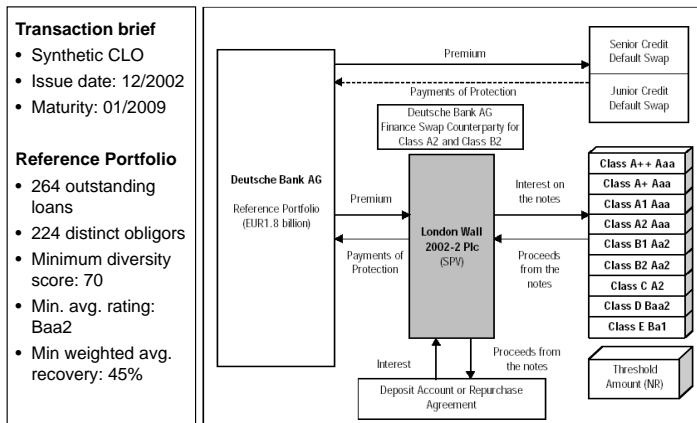 Transaction brief
• Synthetic CLO
• Issue date: 12/2002
• Maturity: 01/2009
Reference Portfolio
• 264 outstanding
loans
• 224 distinct obligors
• Minimum diversity
score: 70
• Min. avg. rating:
Baa2
• Min weighted avg.
recovery: 45%
Premium
Senior Credit
Default Swap
Payments of Protection
Junior Credit
Default Swap
Deutsche Bank AG
Finance Swap Counterparty for
Class A2 and Class B2
Deutsche Bank AG
Reference Portfolio
(EUR1.8 billion)
Premium
Payments of
Protection
London Wall
2002-2 Plc
(SPV)
Interest on
the notes
Proceeds
from the
notes
Class A++ Aaa
Class A+ Aaa
Class A1 Aaa
Class A2 Aaa
Class B1 Aa2
Class B2 Aa2
Class C A2
Class D Baa2
Class E Ba1
Threshold
Amount (NR)
Interest
Proceeds from
the notes
Deposit Account or Repurchase
Agreement